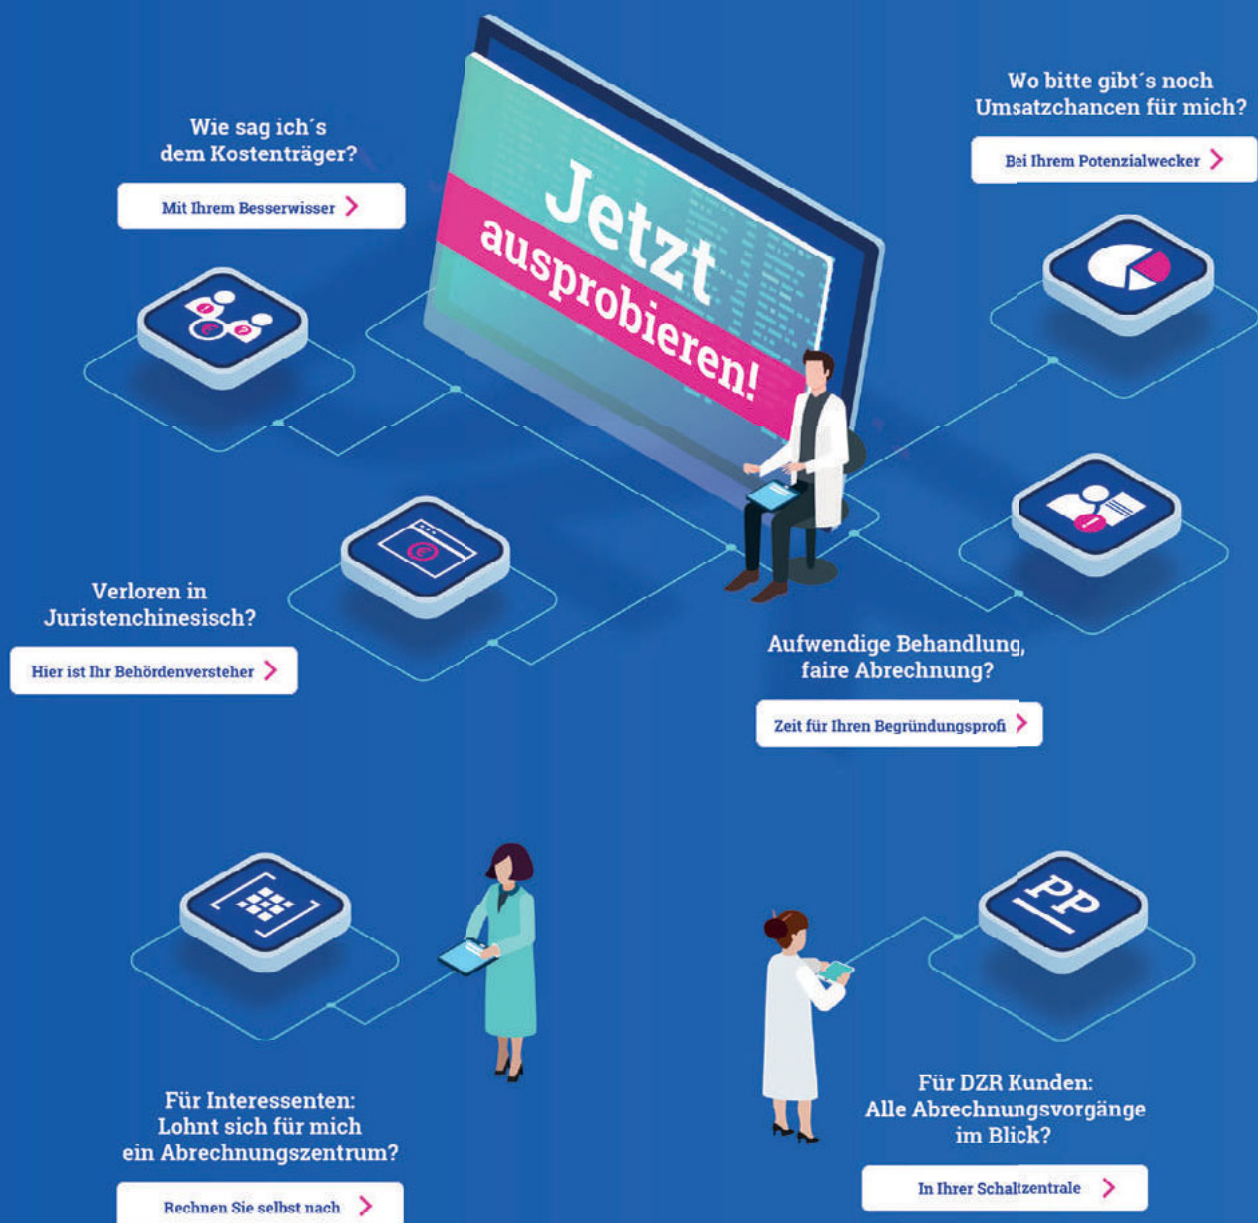 Wie sag ich´s
dem Kostenträger?
Mit Ihrem Besserwisser
Wo bitte gibt´s noch
Umsatzchancen für mich?
Bei Ihrem Potenzialwecker
Jetzt
ausprobieren!
Verloren in
Juristenchinesisch?
Hier ist Ihr Behördenversteher
Aufwendige Behandlung,
faire Abrechnung?
Zeit für Ihren Begründungsprofi
PP
Für Interessenten:
Lohnt sich für mich
ein Abrechnungszentrum?
Rechnen Sie selbst nach
Für DZR Kunden:
Alle Abrechnungsvorgänge
im Blick?
In Ihrer Schaltzentrale